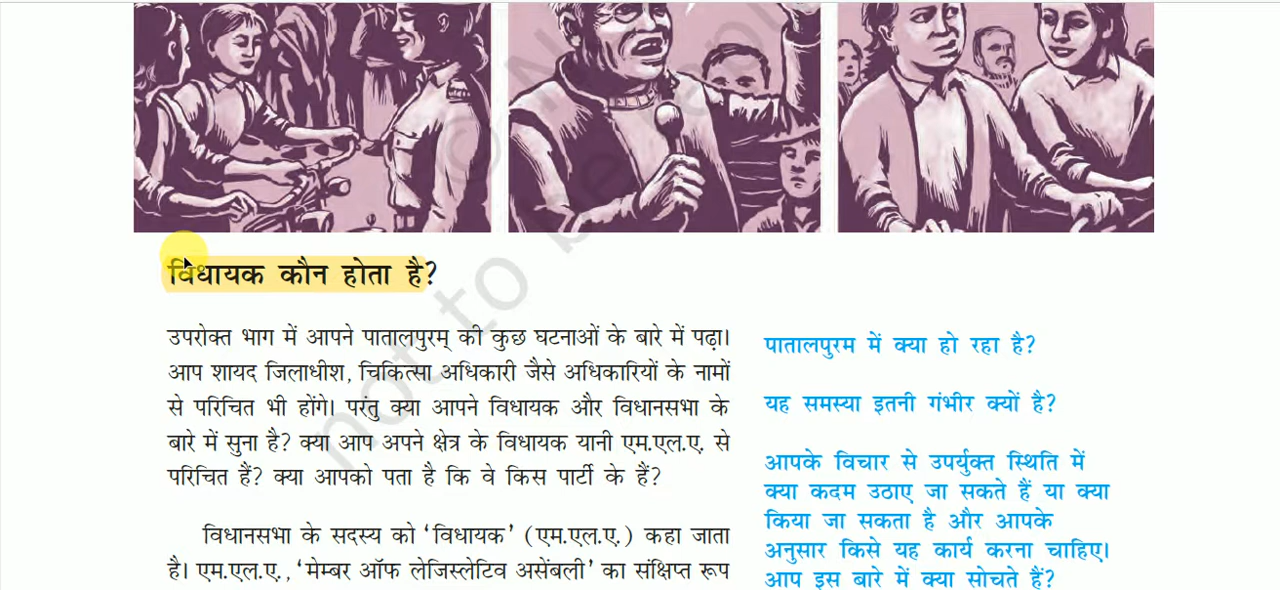 विधायक कौन होता है?
उपरोक्त भाग में आपने पातालपुरम् की कुछ घटनाओं के बारे में पढ़ा।
आप शायद जिलाधीश, चिकित्सा अधिकारी जैसे अधिकारियों के नामों
से परिचित भी होंगे। परंतु क्या आपने विधायक और विधानसभा के
बारे में सुना है? क्या आप अपने क्षेत्र के विधायक यानी एम.एल.ए. से
परिचित हैं? क्या आपको पता है कि वे किस पार्टी के हैं?
विधानसभा के सदस्य को ‘विधायक’ (एम.एल.ए.) कहा जाता
है। एम.एल.ए., ‘मेम्बर ऑफ लेजिस्लेटिव असेंबली’ का संक्षिप्त रूप
पातालपुरम में क्या हो रहा है?
यह समस्या इतनी गंभीर क्यों है?
आपके विचार से उपर्युक्त स्थिति में
क्या कदम उठाए जा सकते हैं या क्या
किया जा सकता है और आपके
अनुसार किसे यह कार्य करना चाहिए।
आप इस बारे में क्या सोचते हैं?
not to be